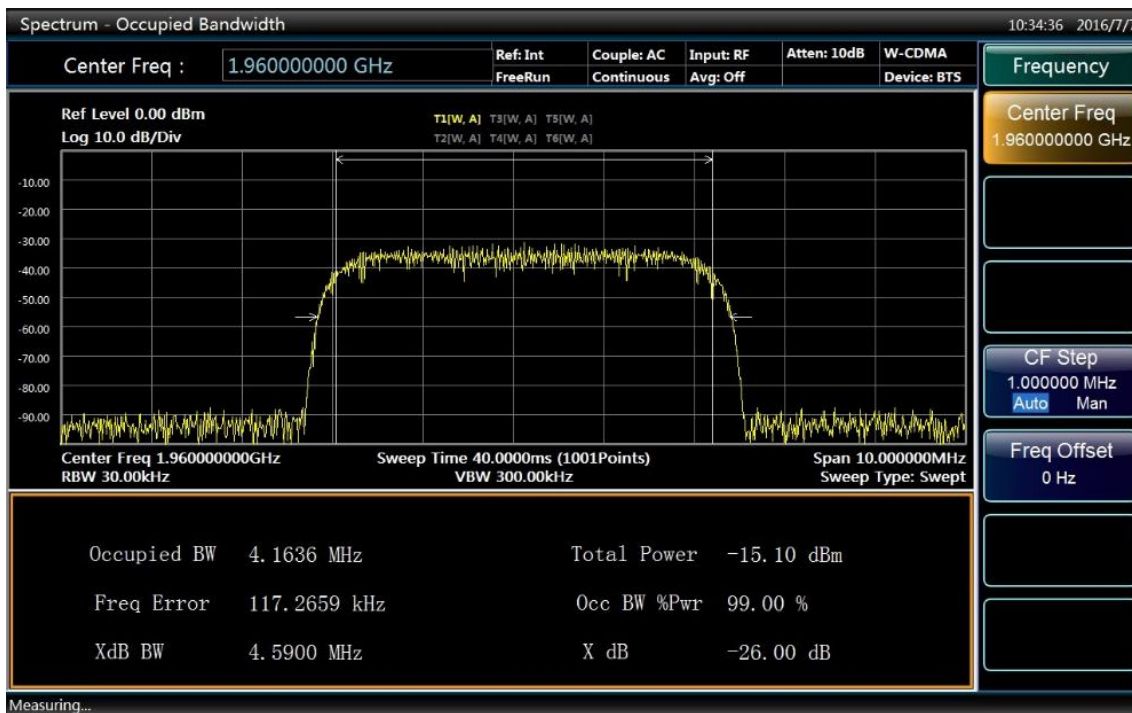 Spectrum - Occupied Bandwidth
10:34:36 2016/7/7
Center Freq : 1.960000000 GHz
Ref: Int Couple: AC Input: RF Atten: 10dB W-CDMA
FreeRun Continuous Avg: Off Device: BTS
Frequency
Ref Level 0.00 dBm
Log 10.0 dB/Div
T1[W, A] T3[W, A] T5[W, A]
T2[W, A] T4[W, A] T6[W, A]
Center Freq
1.960000000 GHz
-10.00
-20.00
-30.00
-40.00
-50.00
-60.00
-70.00
-80.00
-90.00
CF Step
1.000000 MHz
Auto Man
Freq Offset
0 Hz
Center Freq 1.960000000GHz Sweep Time 40.0000ms (1001Points) Span 10.000000MHz
RBW 30.00kHz VBW 300.00kHz Sweep Type: Swept
Occupied BW 4.1636 MHz Total Power -15.10 dBm
Freq Error 117.2659 kHz Occ BW %Pwr 99.00 %
XdB BW 4.5900 MHz X dB -26.00 dB
Measuring...